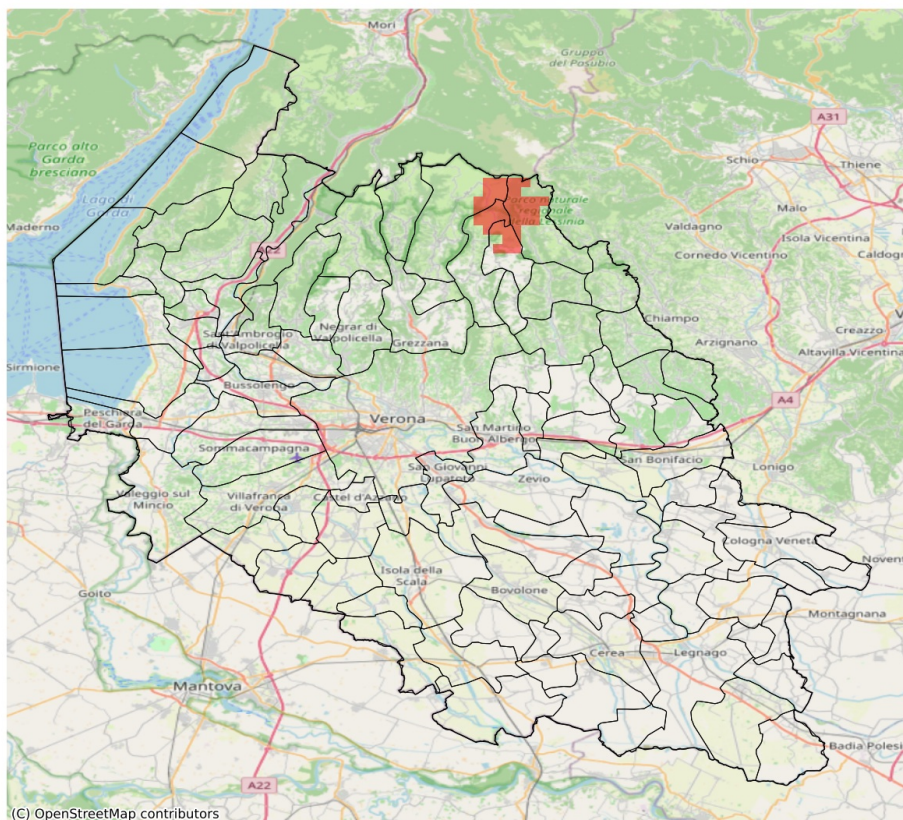 Mori
Gruppo
del Pasubio
A31
Parco alto
Garda
bresciano
Schio
Thiene
Lago di
Garda
Malo
Maderno
Valdagno
Isola Vicentina
Cornedo Vicentino
Caldogn
Sant'Ambrogio
di Valpolicella
Negrar di
Valpolicella
Grezzana
Chiampo
Creazzo
Arzignano
Altavilla Vicentina
Sirmione
Bussolengo
A4
Peschiera
del Garda
Verona
San Martino
Buon Albergo
Sommacampagna
San Giovanni
Lupatoto
Zevio
San Bonifacio
Lonigo
Valeggio sul
Mincio
Villafranca
di Verona
Castel d'Azzano
Cologna Veneta
Isola della
Scala
Bovolone
Goito
Montagnana
Cerea
Legnago
Mantova
Badia Polesi
A22
(C) OpenStreetMap contributors